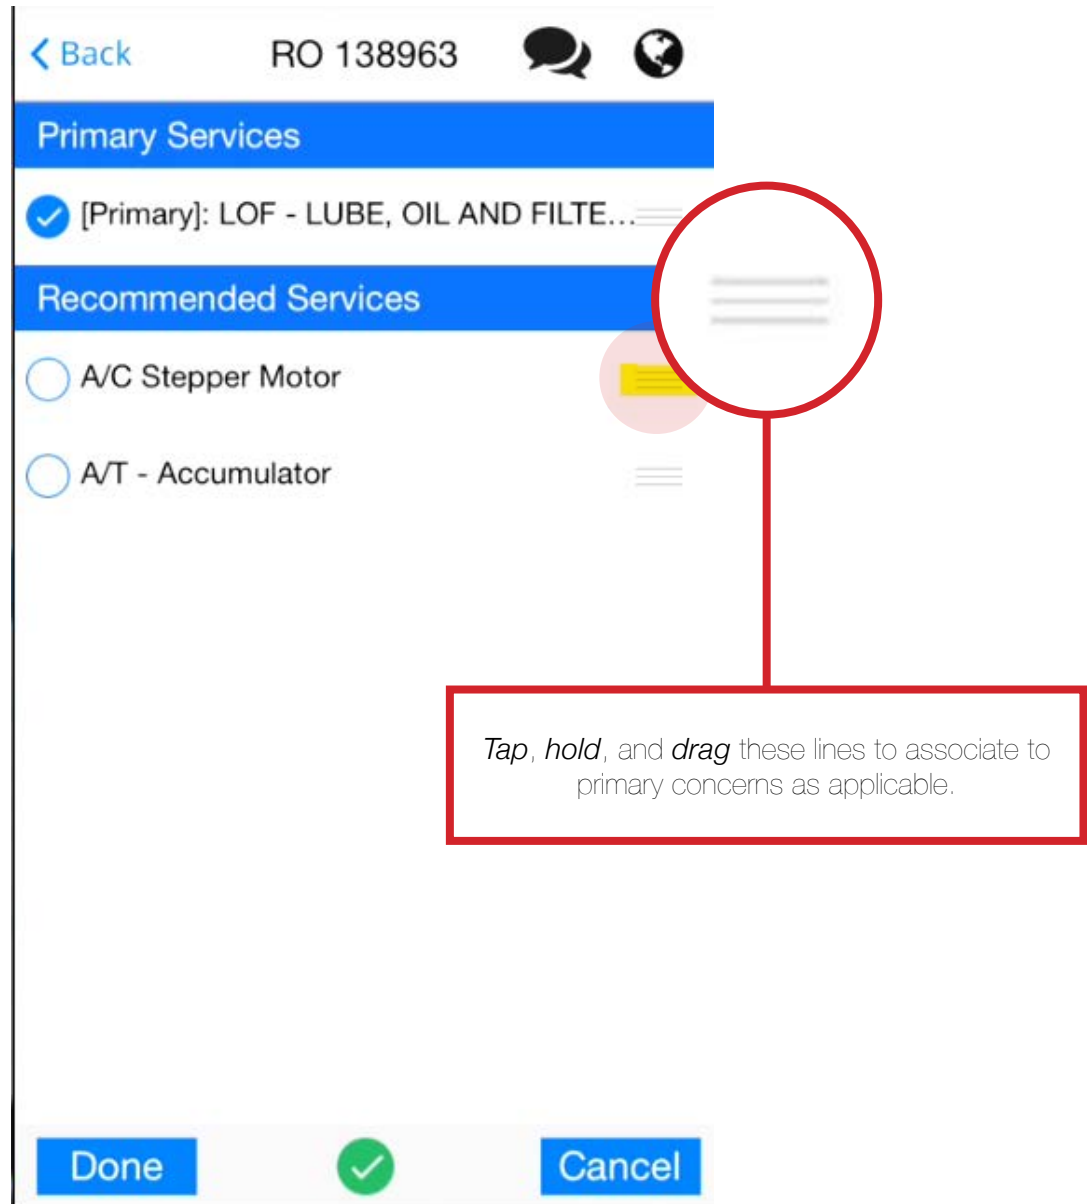 Back
RO 138963
Primary Services
[Primary]: LOF - LUBE, OIL AND FILTE...
Recommended Services
A/C Stepper Motor
A/T - Accumulator
Tap, hold, and drag these lines to associate to
primary concerns as applicable.
Done
Cancel